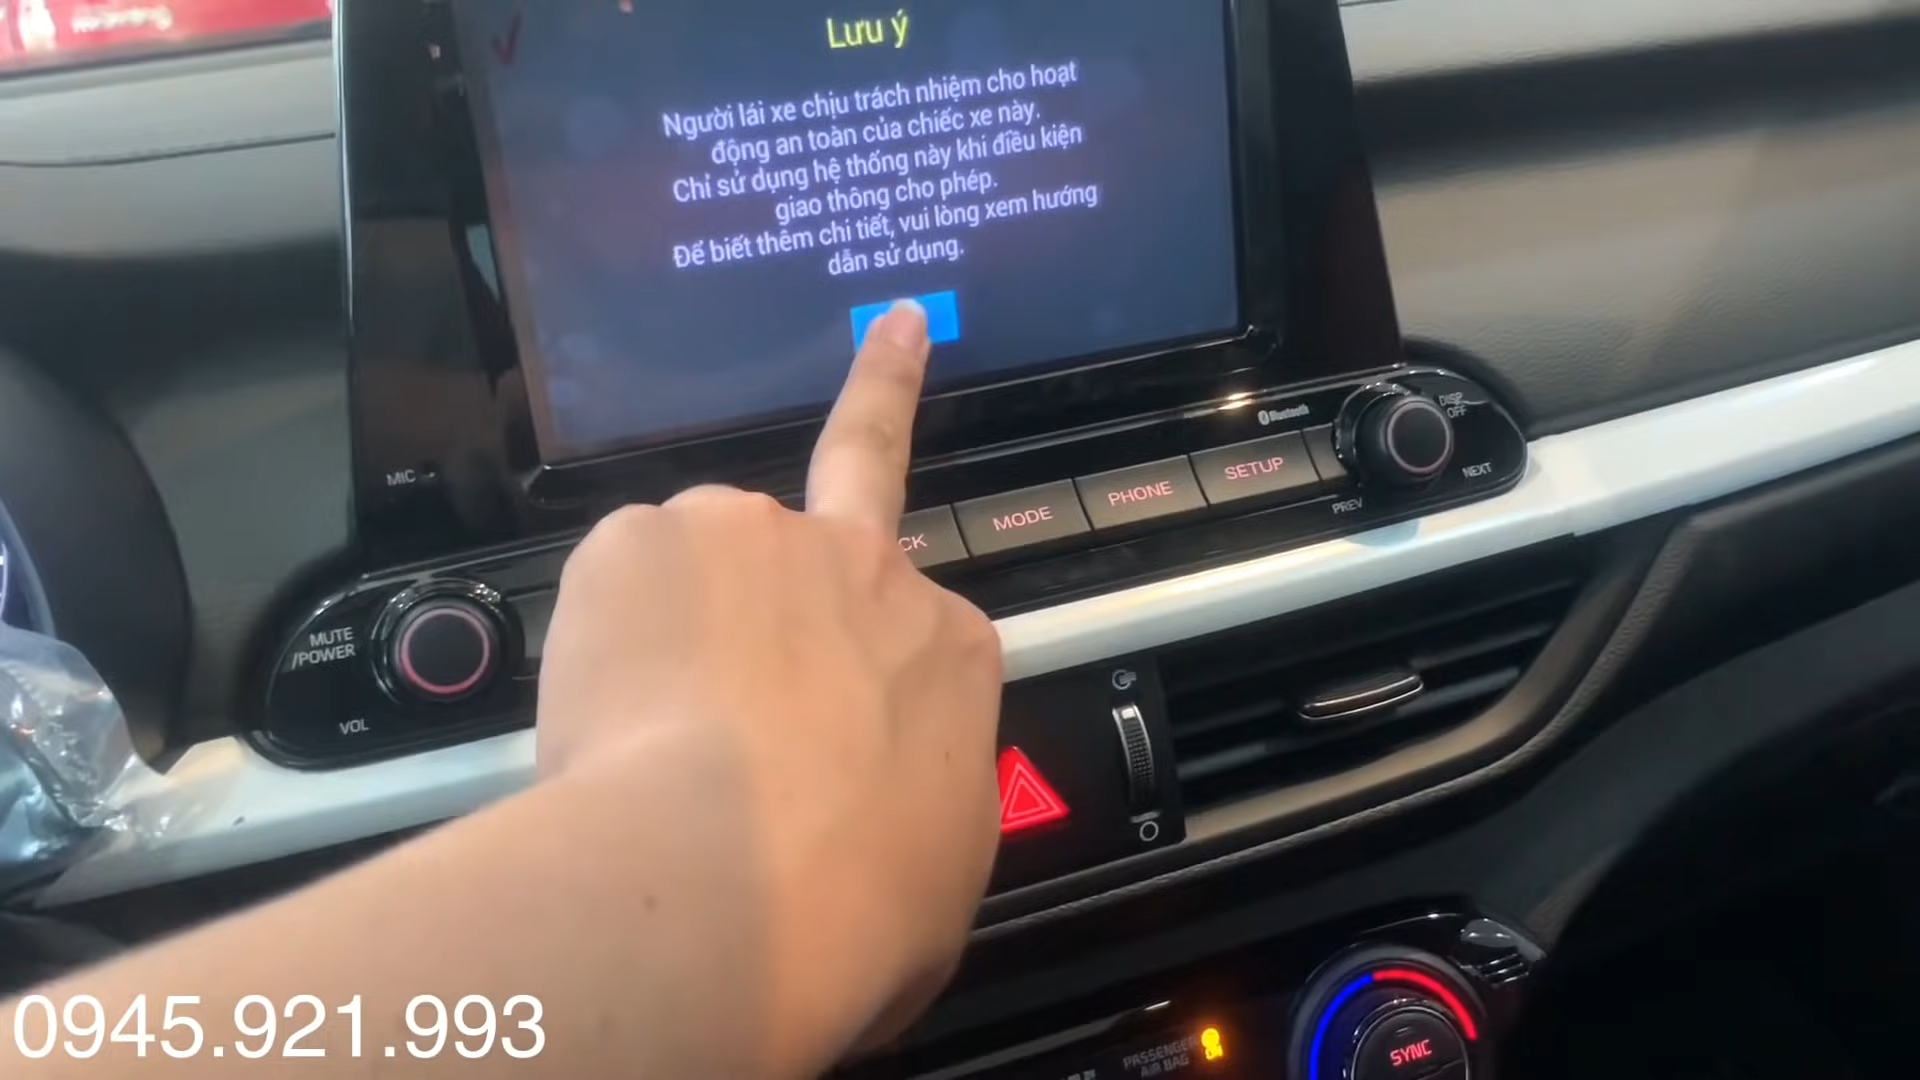 Lưu ý
Người lái xe chịu trách nhiệm cho hoạt
động an toàn của chiếc xe này.
Chỉ sử dụng hệ thống này khi điều kiện
giao thông cho phép.
Để biết thêm chi tiết, vui lòng xem hướng
dẫn sử dụng.
Bluetooth
DISP
OFF
MIC
CK
MODE
PHONE
SETUP
NEXT
PREV
MUTE
/POWER
VOL
PASSENGER
AIR BAG
SYNC
0945.921.993